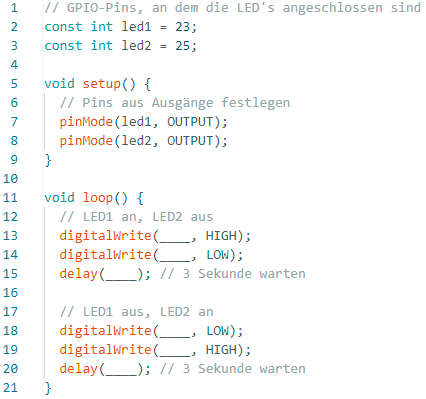 1 // GPIO-Pins, an dem die LED's angeschlossen sind
2 const int led1 = 23;
3 const int led2 = 25;
4
5 void setup() {
6   // Pins aus Ausgänge festlegen
7   pinMode(led1, OUTPUT);
8   pinMode(led2, OUTPUT);
9 }
10
11 void loop() {
12   // LED1 an, LED2 aus
13   digitalWrite(____, HIGH);
14   digitalWrite(____, LOW);
15   delay(____); // 3 Sekunde warten
16
17   // LED1 aus, LED2 an
18   digitalWrite(____, LOW);
19   digitalWrite(____, HIGH);
20   delay(____); // 3 Sekunde warten
21 }